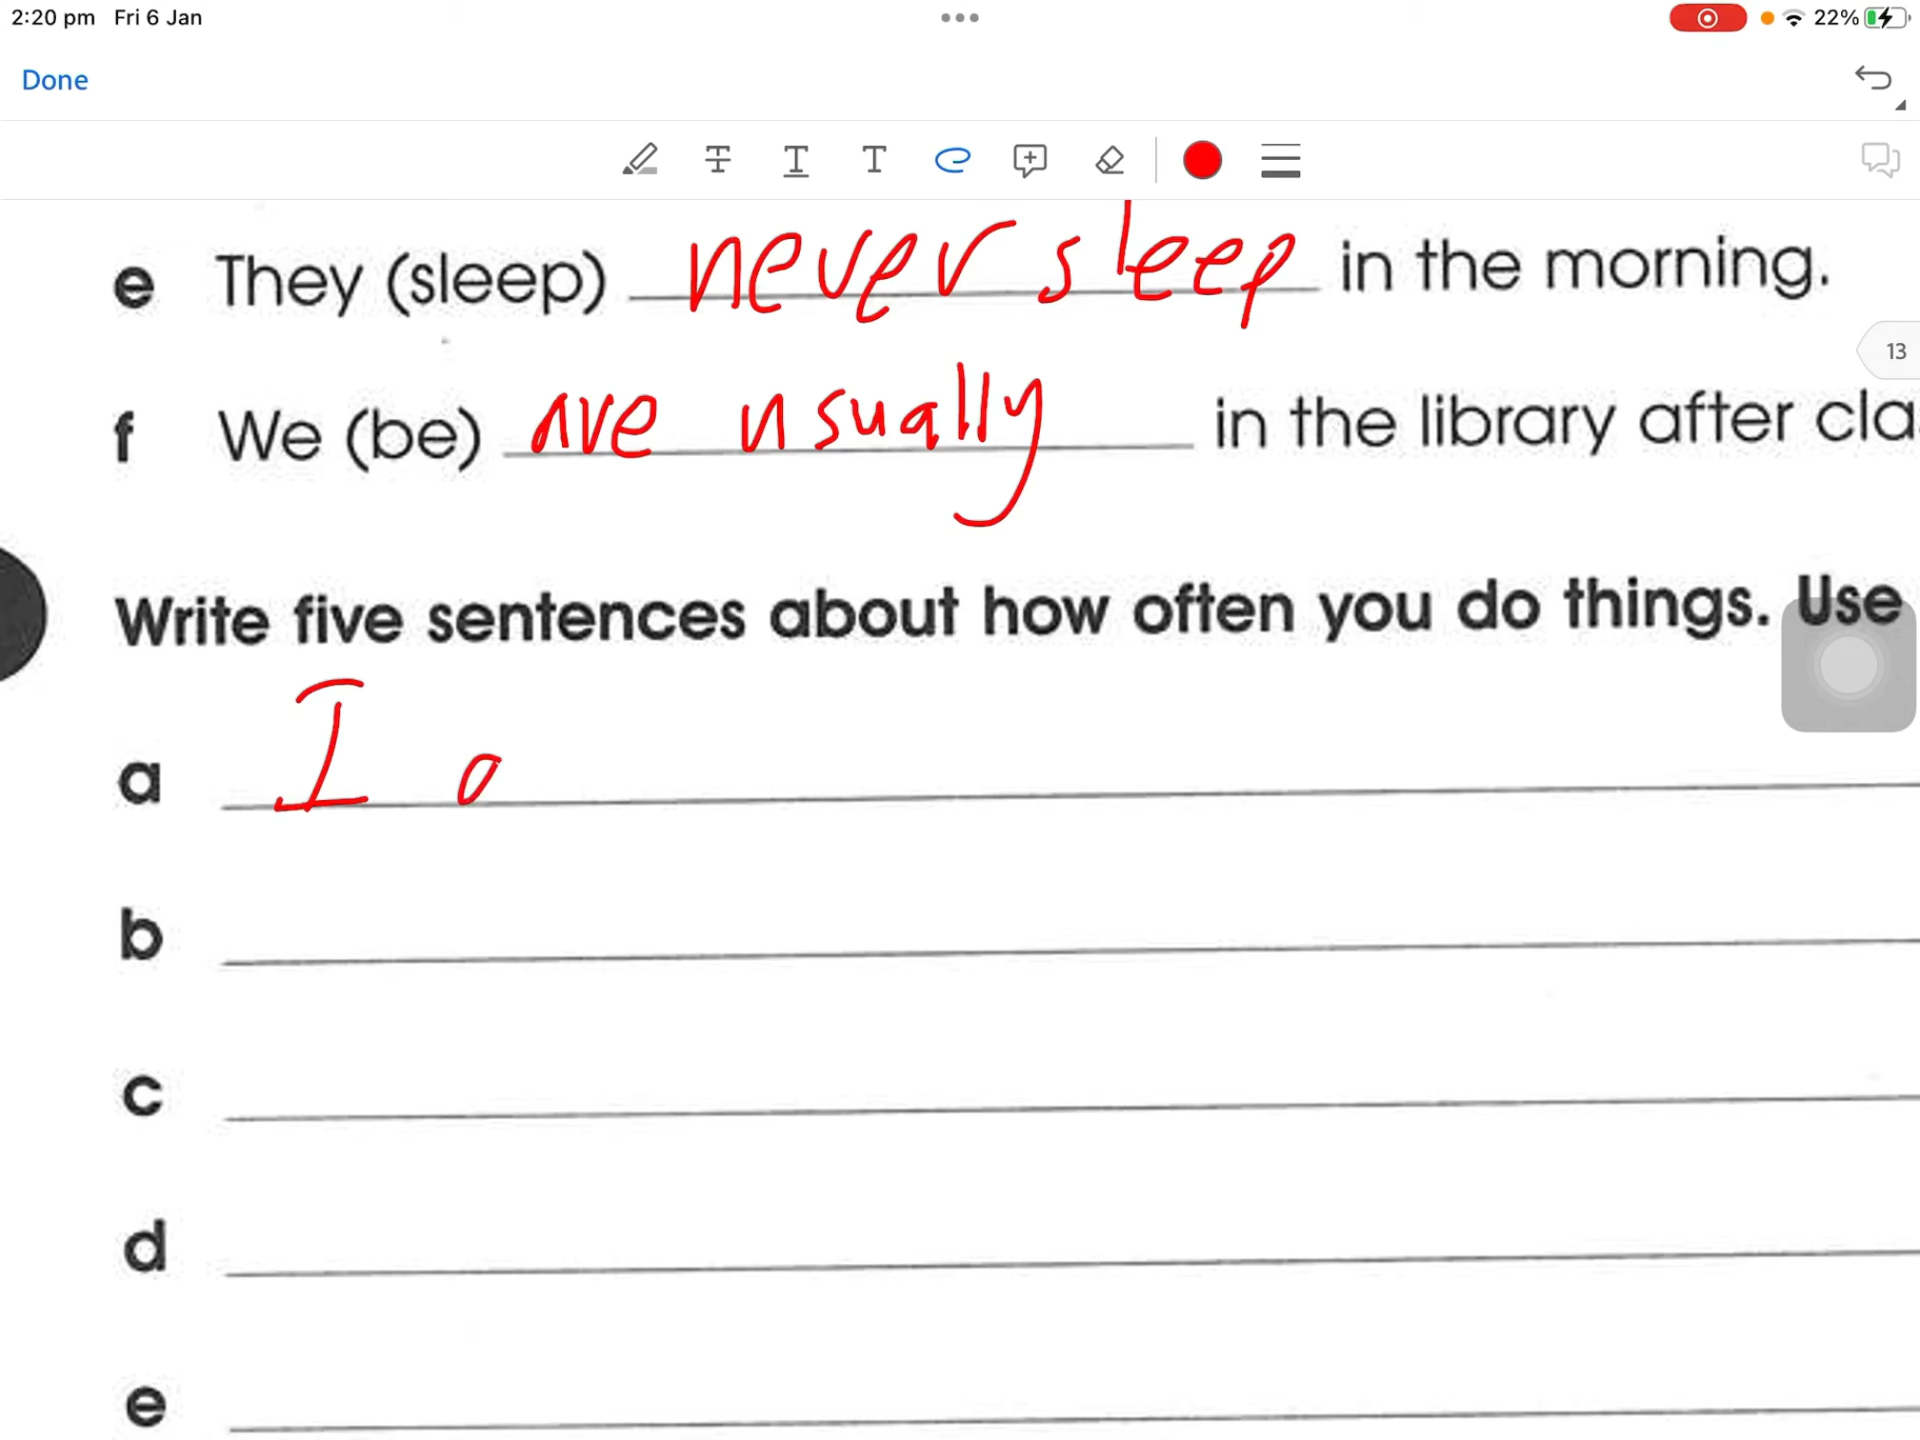 2:20 pm Fri 6 Jan
22%
Done
T T T
e They (sleep) never sleep in the morning.
13
f We (be) are usually in the library after cla
Write five sentences about how often you do things. Use
a I a
b
c
d
e